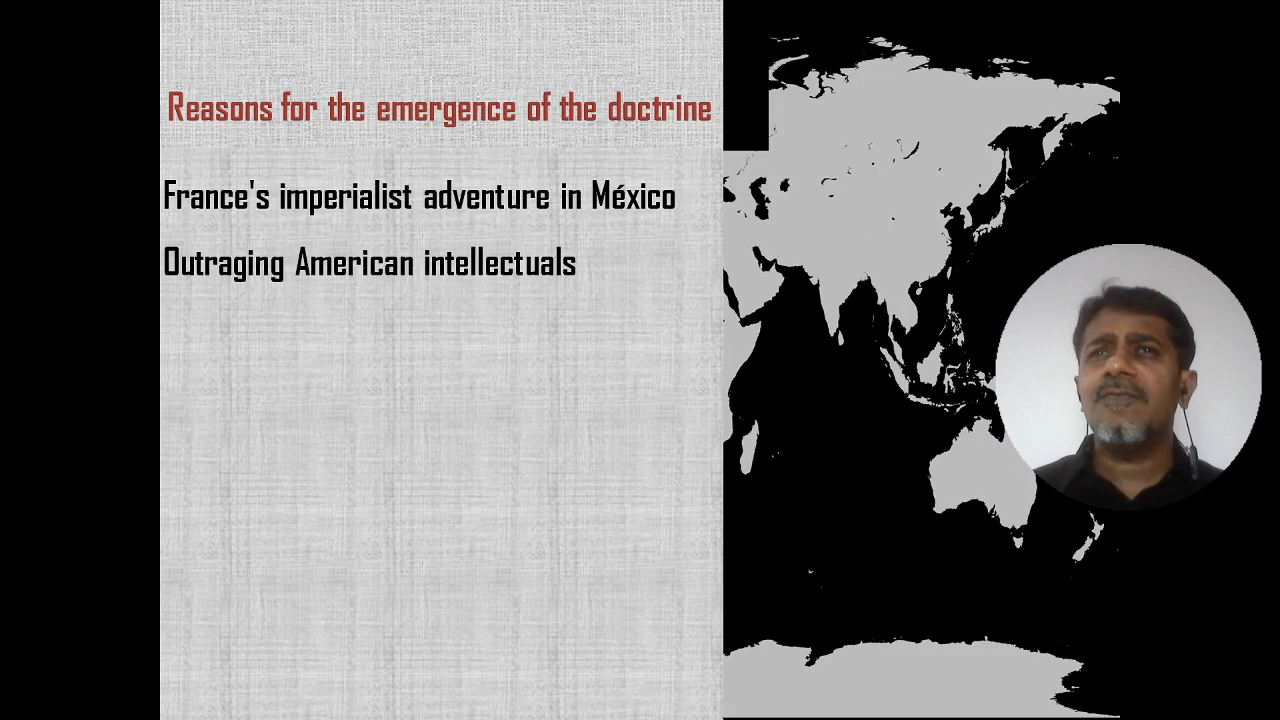 Reasons for the emergence of the doctrine
France's imperialist adventure in México
Outraging American intellectuals